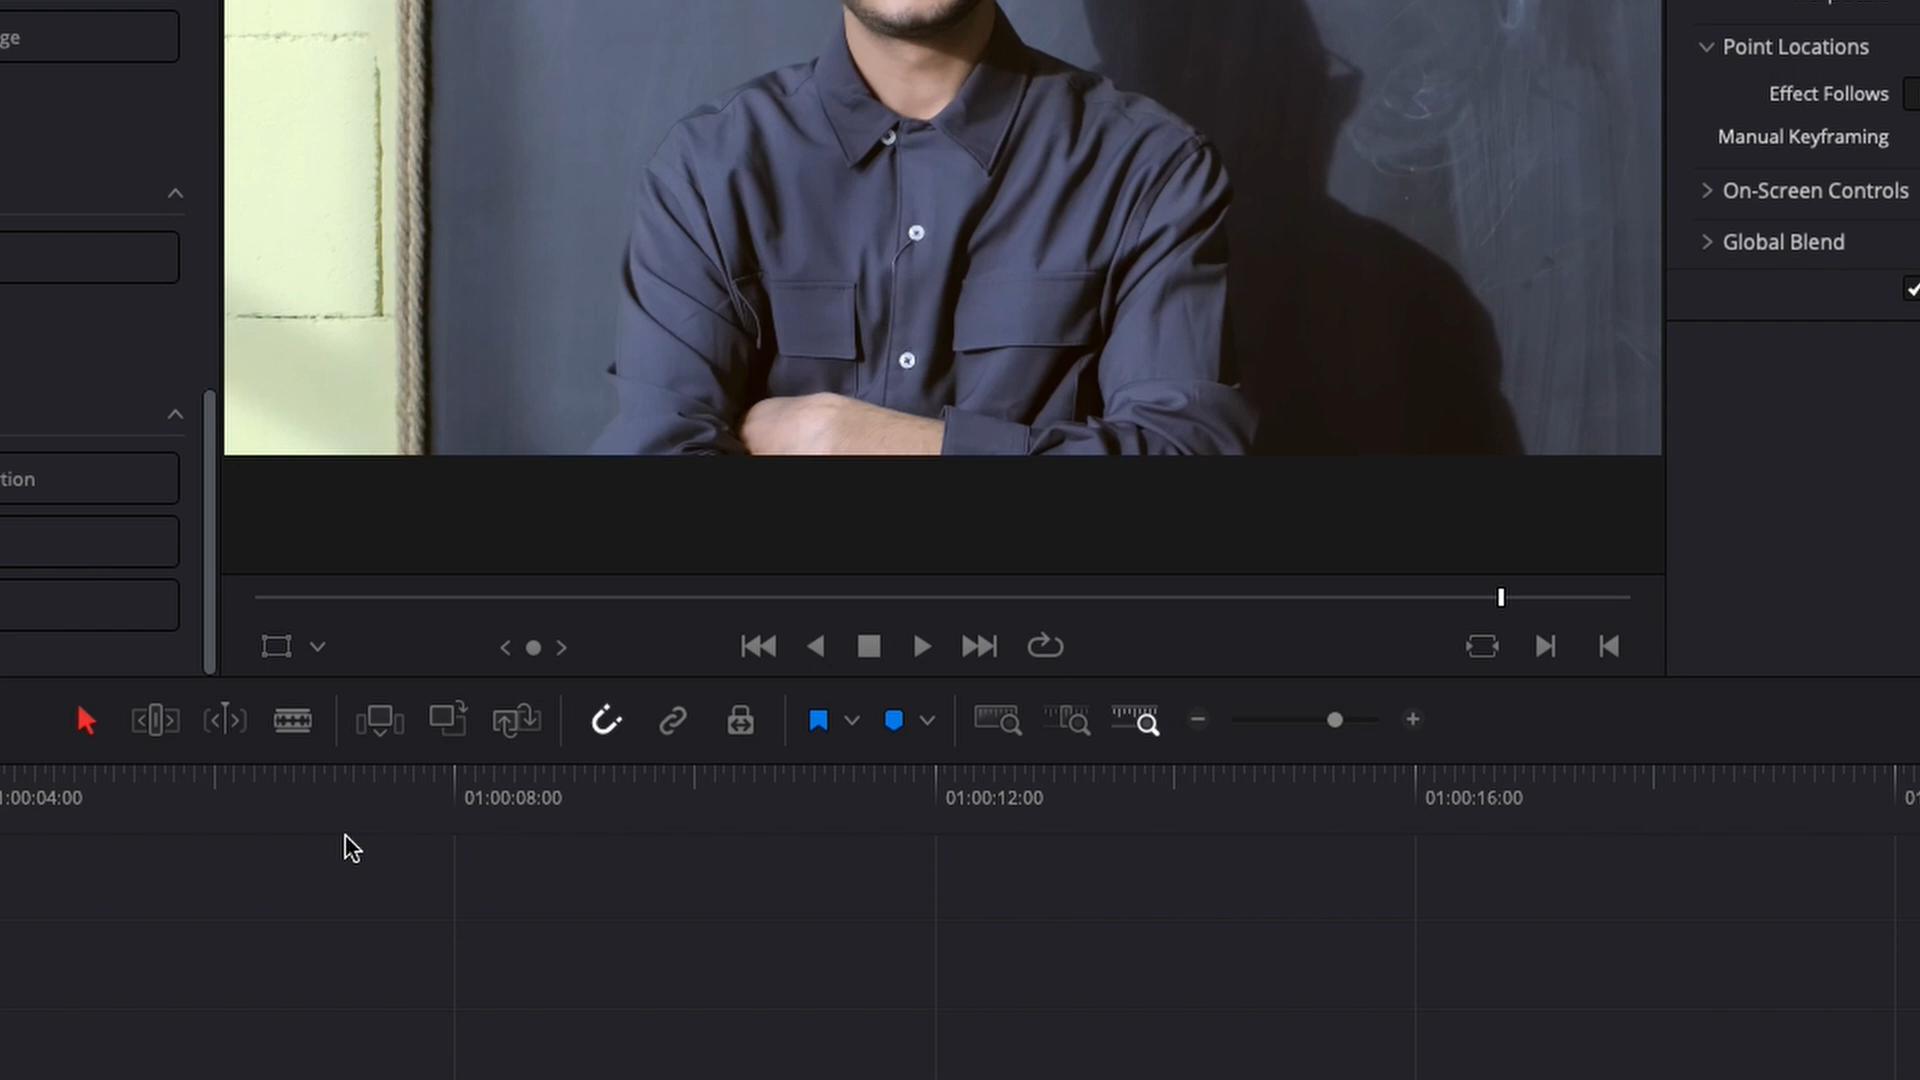 ge
tion
Point Locations
Effect Follows
Manual Keyframing
On-Screen Controls
Global Blend
:00:04:00
01:00:08:00
01:00:12:00
01:00:16:00